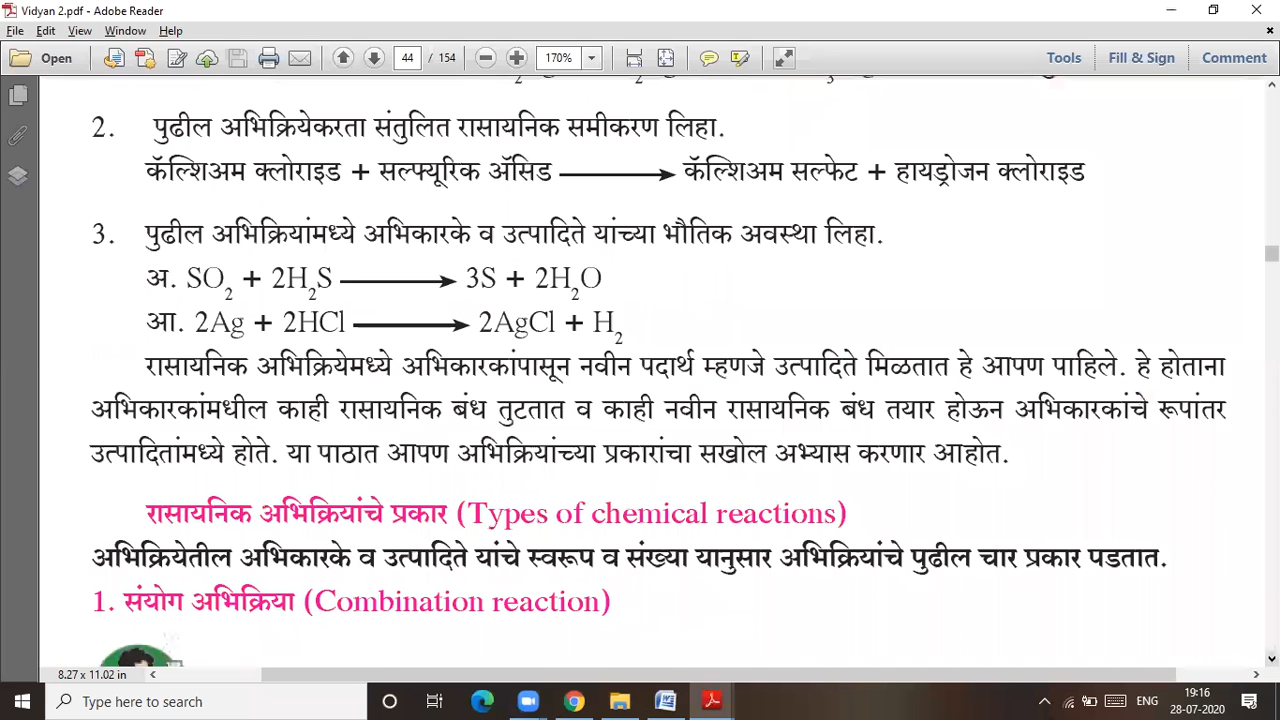 Vidyan 2.pdf - Adobe Reader
File Edit View Window Help
Open 44 / 154 170% Tools Fill & Sign Comment
2. पुढील अभिक्रियेकरता संतुलित रासायनिक समीकरण लिहा.
कॅल्शिअम क्लोराइड + सल्फ्यूरिक ॲसिड ⟶ कॅल्शिअम सल्फेट + हायड्रोजन क्लोराइड
3. पुढील अभिक्रियांमध्ये अभिकारके व उत्पादिते यांच्या भौतिक अवस्था लिहा.
अ. SO₂ + 2H₂S ⟶ 3S + 2H₂O
आ. 2Ag + 2HCl ⟶ 2AgCl + H₂
रासायनिक अभिक्रियेमध्ये अभिकारकांपासून नवीन पदार्थ म्हणजे उत्पादिते मिळतात हे आपण पाहिले. हे होताना
अभिकारकांमधील काही रासायनिक बंध तुटतात व काही नवीन रासायनिक बंध तयार होऊन अभिकारकांचे रूपांतर
उत्पादितांमध्ये होते. या पाठात आपण अभिक्रियांच्या प्रकारांचा सखोल अभ्यास करणार आहोत.
रासायनिक अभिक्रियांचे प्रकार (Types of chemical reactions)
अभिक्रियेतील अभिकारके व उत्पादिते यांचे स्वरूप व संख्या यानुसार अभिक्रियांचे पुढील चार प्रकार पडतात.
1. संयोग अभिक्रिया (Combination reaction)
8.27 x 11.02 in
Type here to search ENG 19:16
28-07-2020